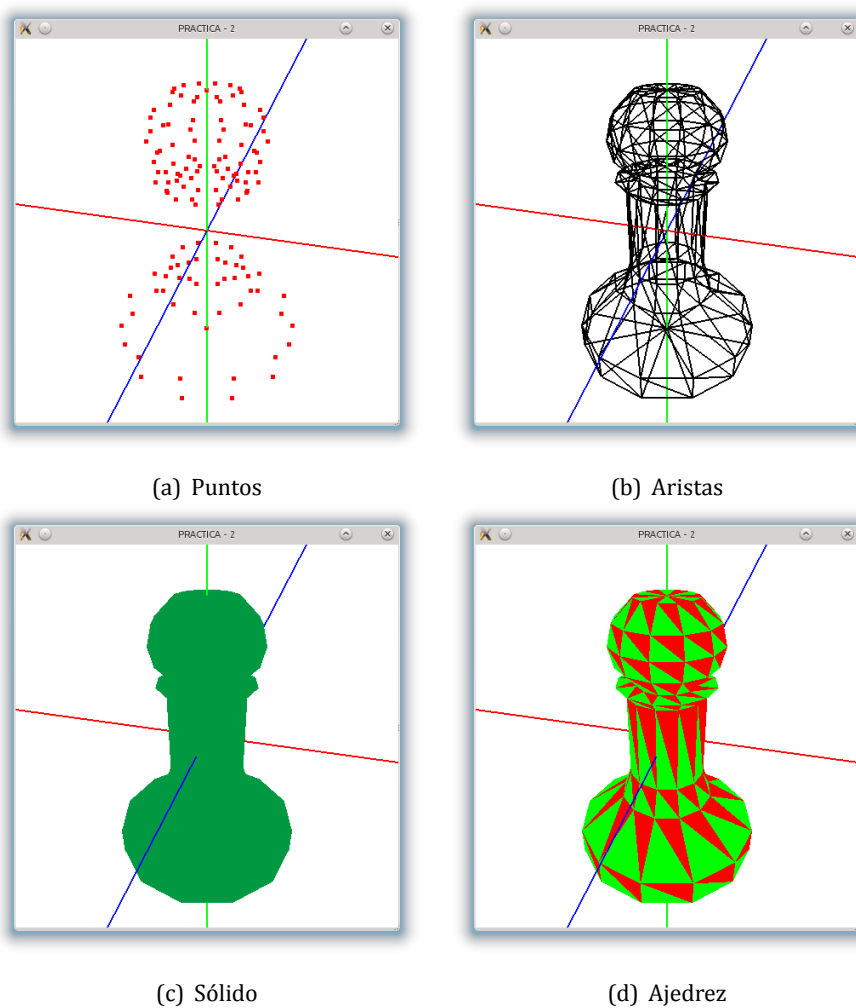 PRACTICA - 2
PRACTICA - 2
(a) Puntos
(b) Aristas
PRACTICA - 2
PRACTICA - 2
(c) Sólido
(d) Ajedrez